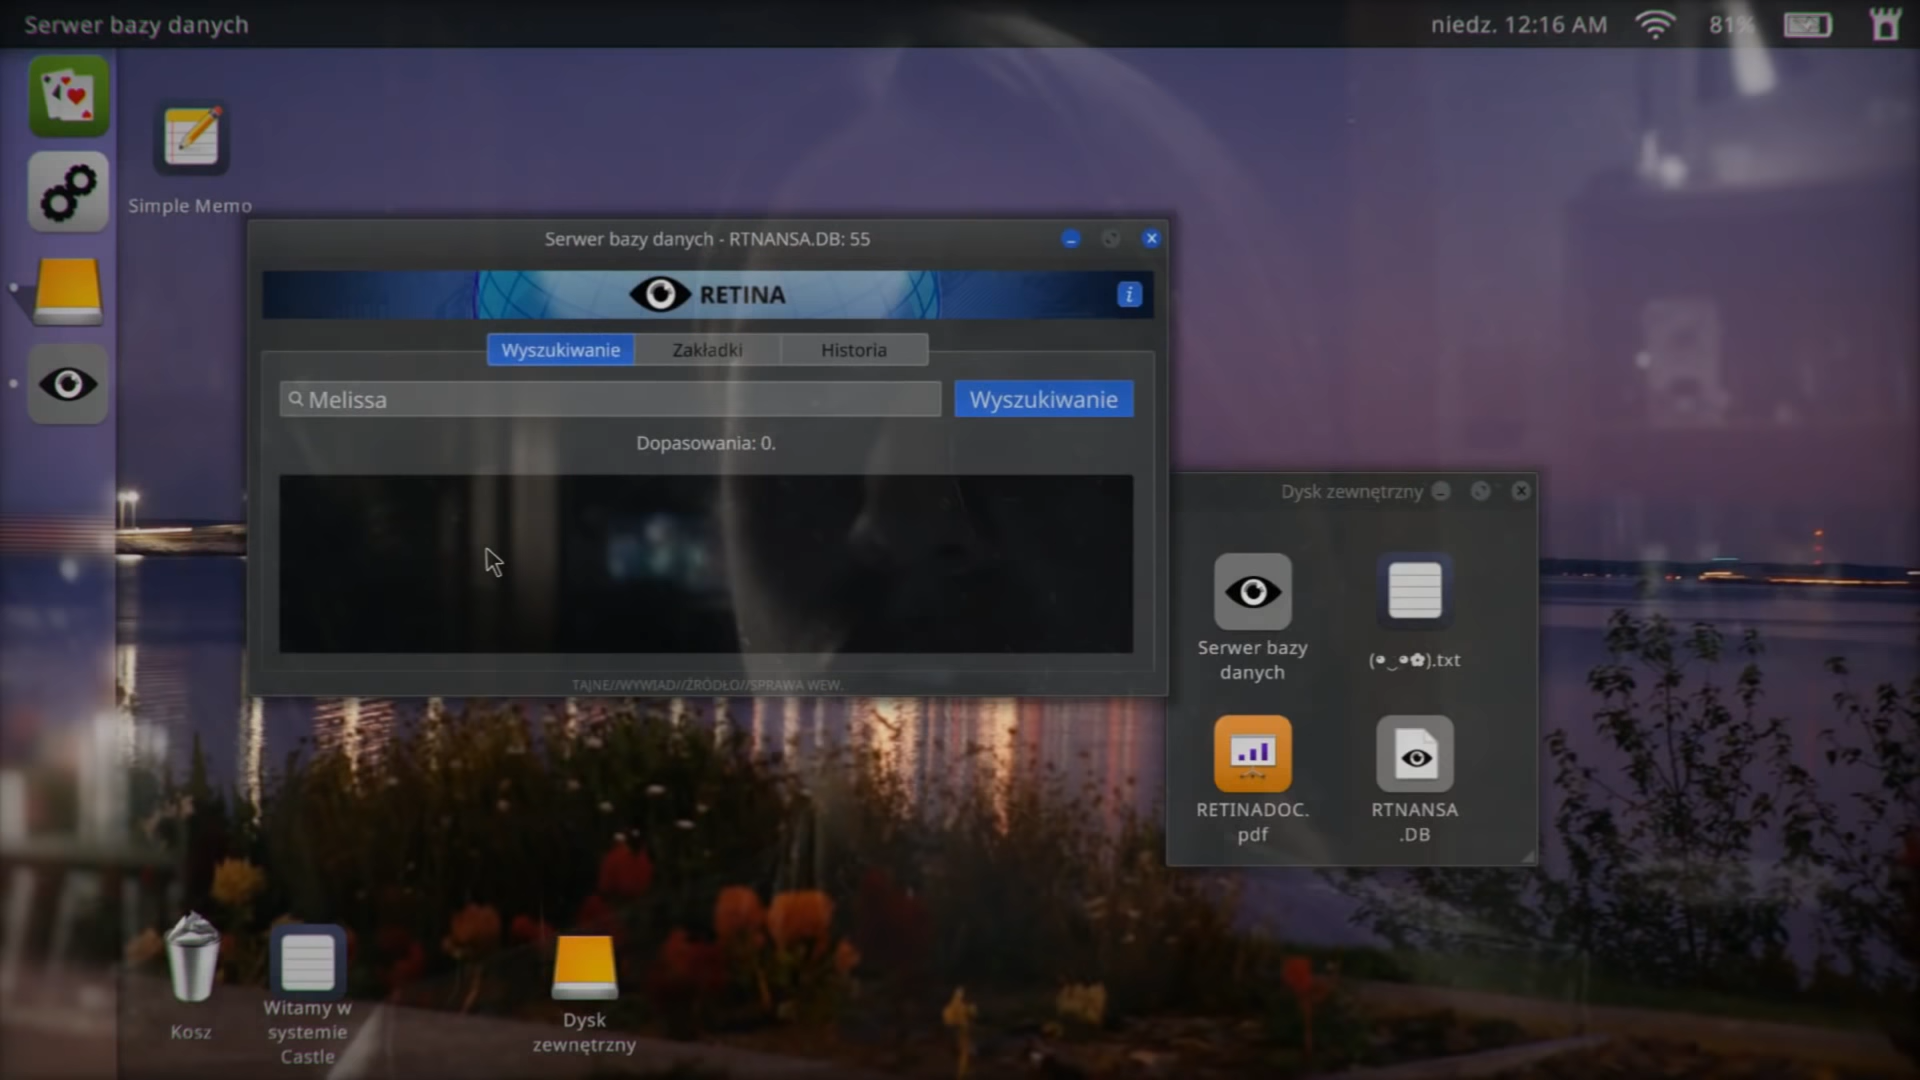 Serwer bazy danych
niedz. 12:16 AM
81%
Simple Memo
Serwer bazy danych - RTNANSA.DB: 55
RETINA
Wyszukiwanie
Zakładki
Historia
Melissa
Wyszukiwanie
Dopasowania: 0.
TAJNE//WYWIAD//ŹRÓDŁO//SPRAWA WEW.
Dysk zewnętrzny
Serwer bazy
danych
(◕‿◕✿).txt
RETINADOC.
pdf
RTNANSA
.DB
Kosz
Witamy w
systemie
Castle
Dysk
zewnętrzny